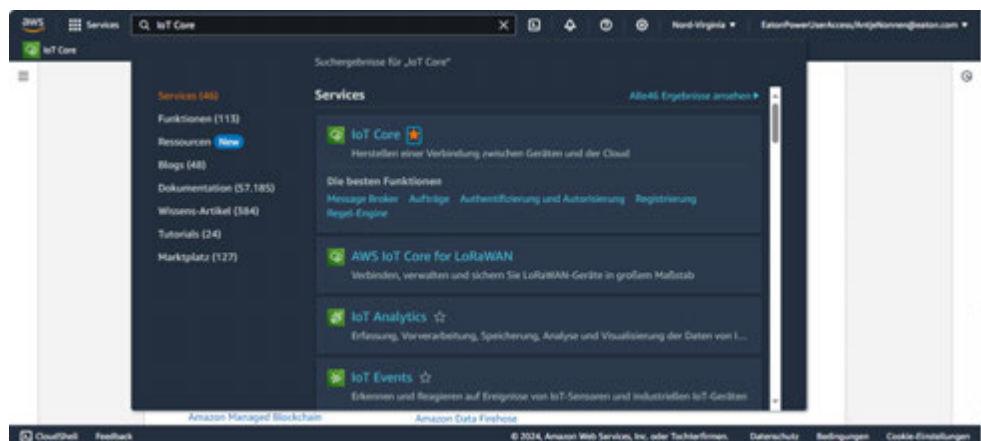 aws Services IoT Core Nord-Virginia EatonPowerUserAccess/AntjeNonnen@eaton.com
IoT Core
Suchergebnisse für „IoT Core“
Services (46)
Funktionen (113)
Ressourcen New
Blogs (48)
Dokumentation (57.185)
Wissens-Artikel (384)
Tutorials (24)
Marktplatz (127)
Services Alle46 Ergebnisse ansehen
IoT Core
Herstellen einer Verbindung zwischen Geräten und der Cloud
Die besten Funktionen
Message Broker Aufträge Authentifizierung und Autorisierung Registrierung
Regel-Engine
AWS IoT Core for LoRaWAN
Verbinden, verwalten und sichern Sie LoRaWAN-Geräte in großem Maßstab
IoT Analytics
Erfassung, Vorverarbeitung, Speicherung, Analyse und Visualisierung der Daten von I...
IoT Events
Erkennen und Reagieren auf Ereignisse von IoT-Sensoren und industriellen IoT-Geräten
Amazon Managed Blockchain Amazon Data Firehose
CloudShell Feedback © 2024, Amazon Web Services, Inc. oder Tochterfirmen. Datenschutz Bedingungen Cookie-Einstellungen